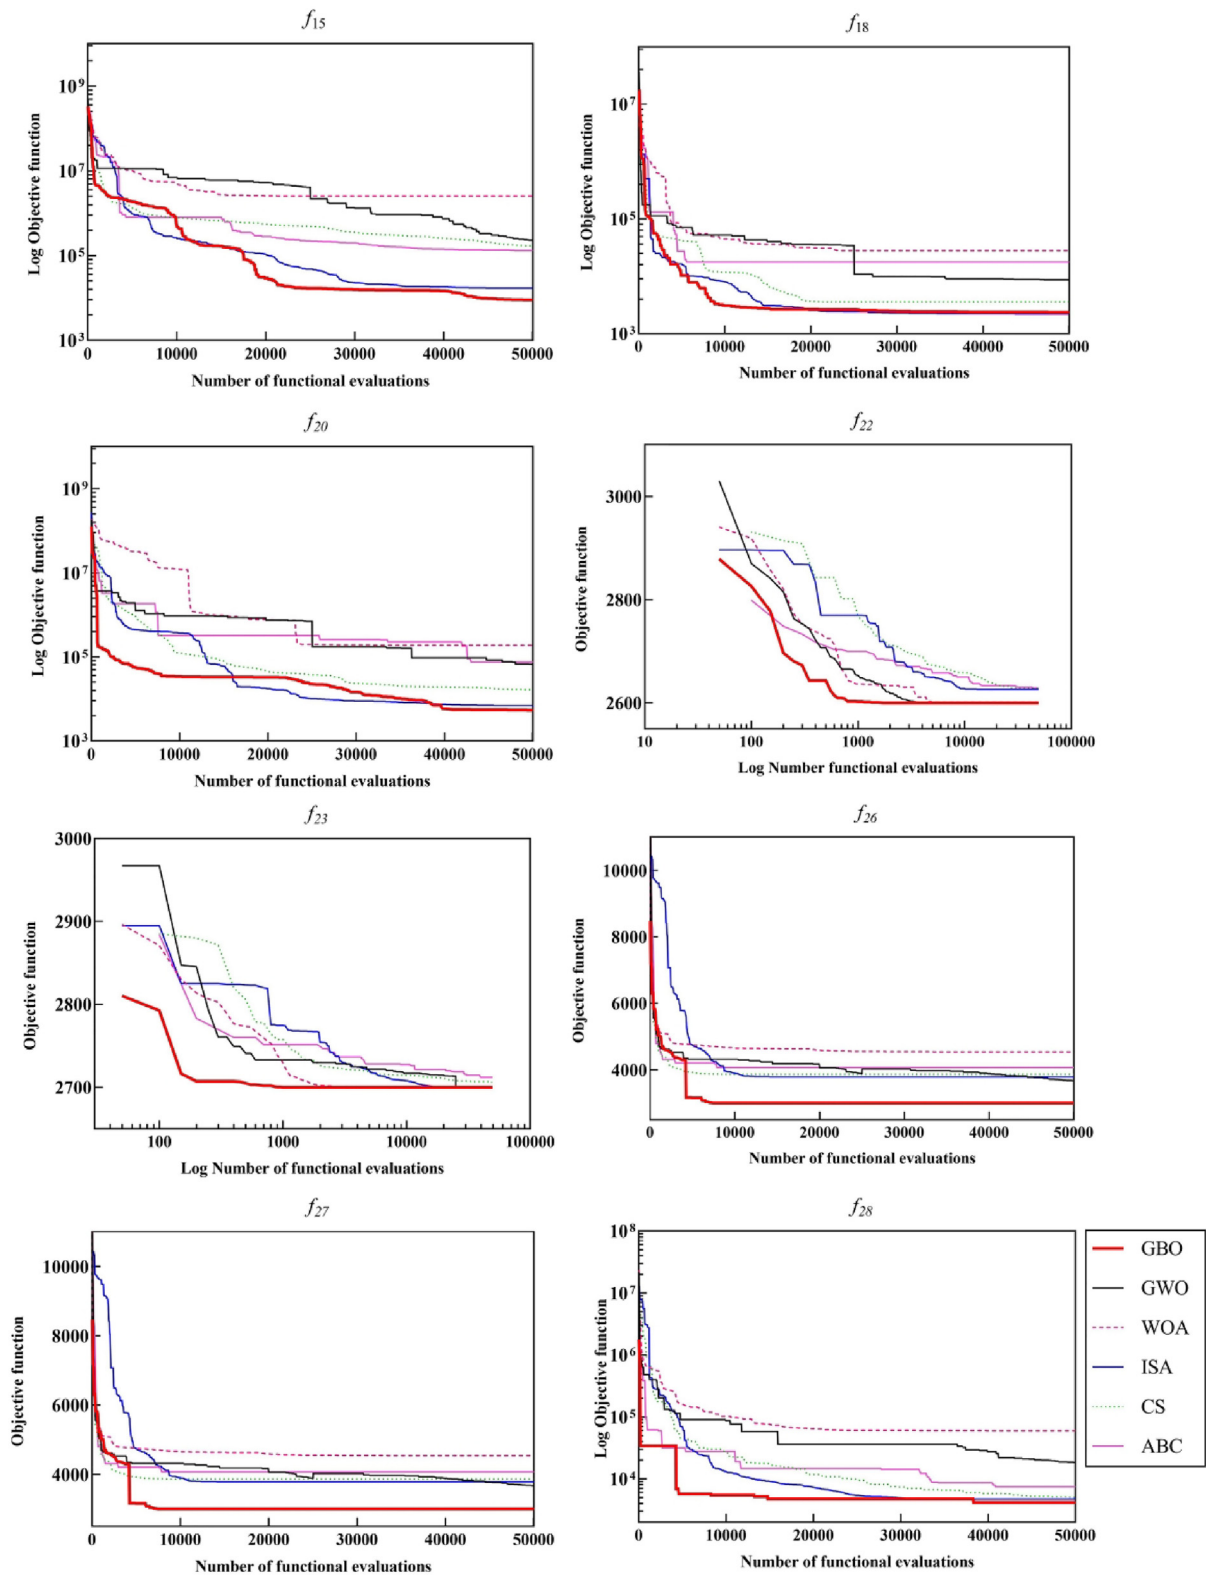 f15
Log Objective function
10^9
10^7
10^5
10^3
0 10000 20000 30000 40000 50000
Number of functional evaluations
f18
Log Objective function
10^7
10^5
10^3
0 10000 20000 30000 40000 50000
Number of functional evaluations
f20
Log Objective function
10^9
10^7
10^5
10^3
0 10000 20000 30000 40000 50000
Number of functional evaluations
f22
Objective function
3000
2800
2600
10 100 1000 10000 100000
Log Number functional evaluations
f23
Objective function
3000
2900
2800
2700
100 1000 10000 100000
Log Number of functional evaluations
f26
Objective function
10000
8000
6000
4000
0 10000 20000 30000 40000 50000
Number of functional evaluations
f27
Objective function
10000
8000
6000
4000
0 10000 20000 30000 40000 50000
Number of functional evaluations
f28
Log Objective function
10^8
10^7
10^6
10^5
10^4
0 10000 20000 30000 40000 50000
Number of functional evaluations
GBO
GWO
WOA
ISA
CS
ABC